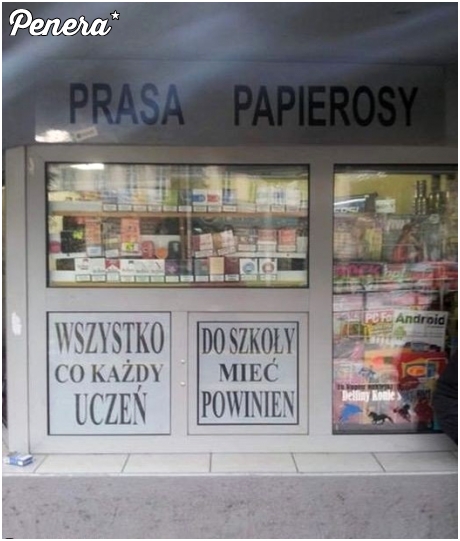 Penera*
PRASA PAPIEROSY
WSZYSTKO
CO KAŻDY
UCZEŃ
DO SZKOŁY
MIEĆ
POWINIEN
Android